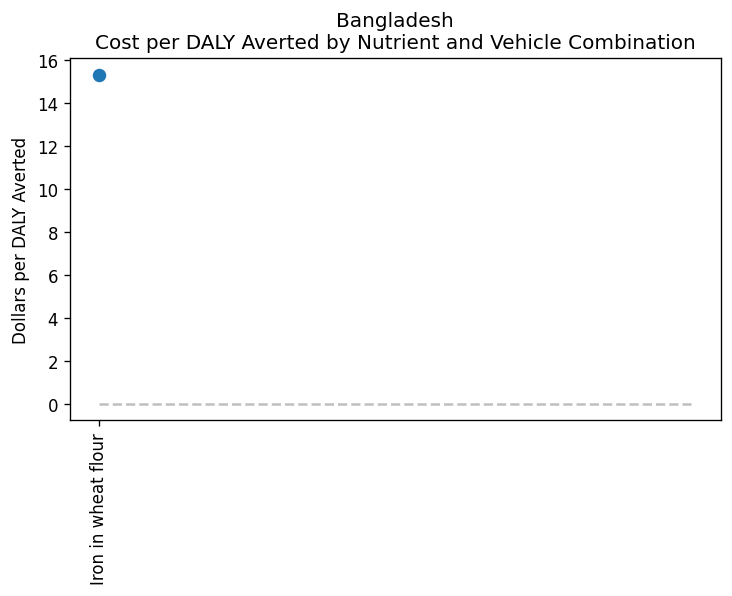 Bangladesh
Cost per DALY Averted by Nutrient and Vehicle Combination
16
14
12
10
8
6
4
2
0
Dollars per DALY Averted
Iron in wheat flour